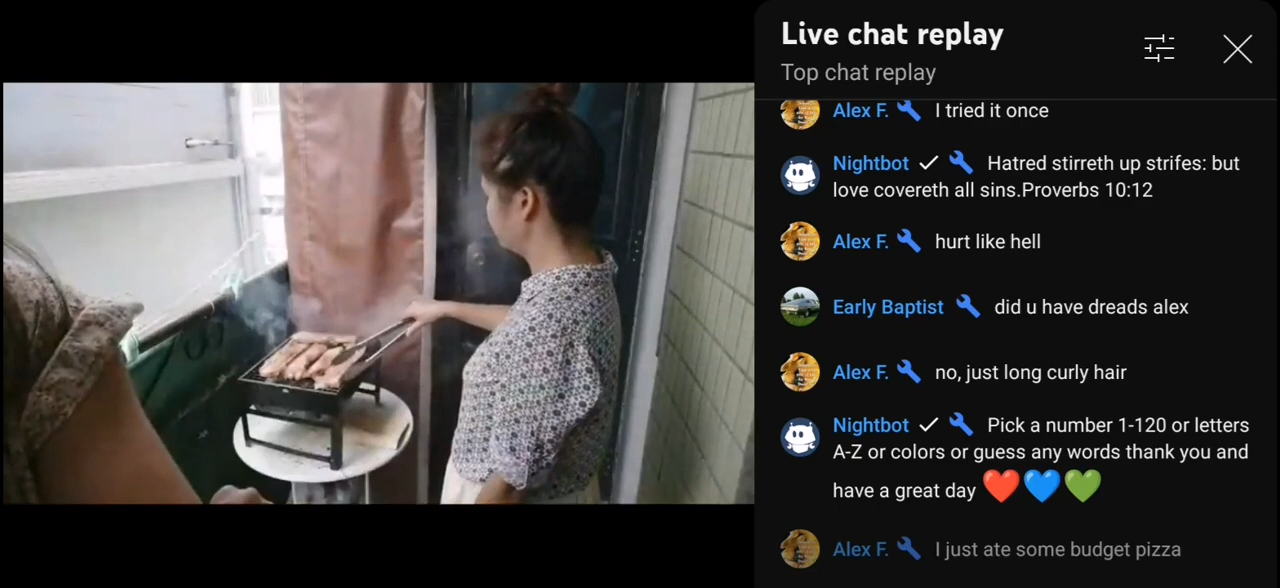 Live chat replay
Top chat replay
Alex F. I tried it once
Nightbot Hatred stirreth up strifes: but
love covereth all sins.Proverbs 10:12
Alex F. hurt like hell
Early Baptist did u have dreads alex
Alex F. no, just long curly hair
Nightbot Pick a number 1-120 or letters
A-Z or colors or guess any words thank you and
have a great day ❤️💙💚
Alex F. I just ate some budget pizza